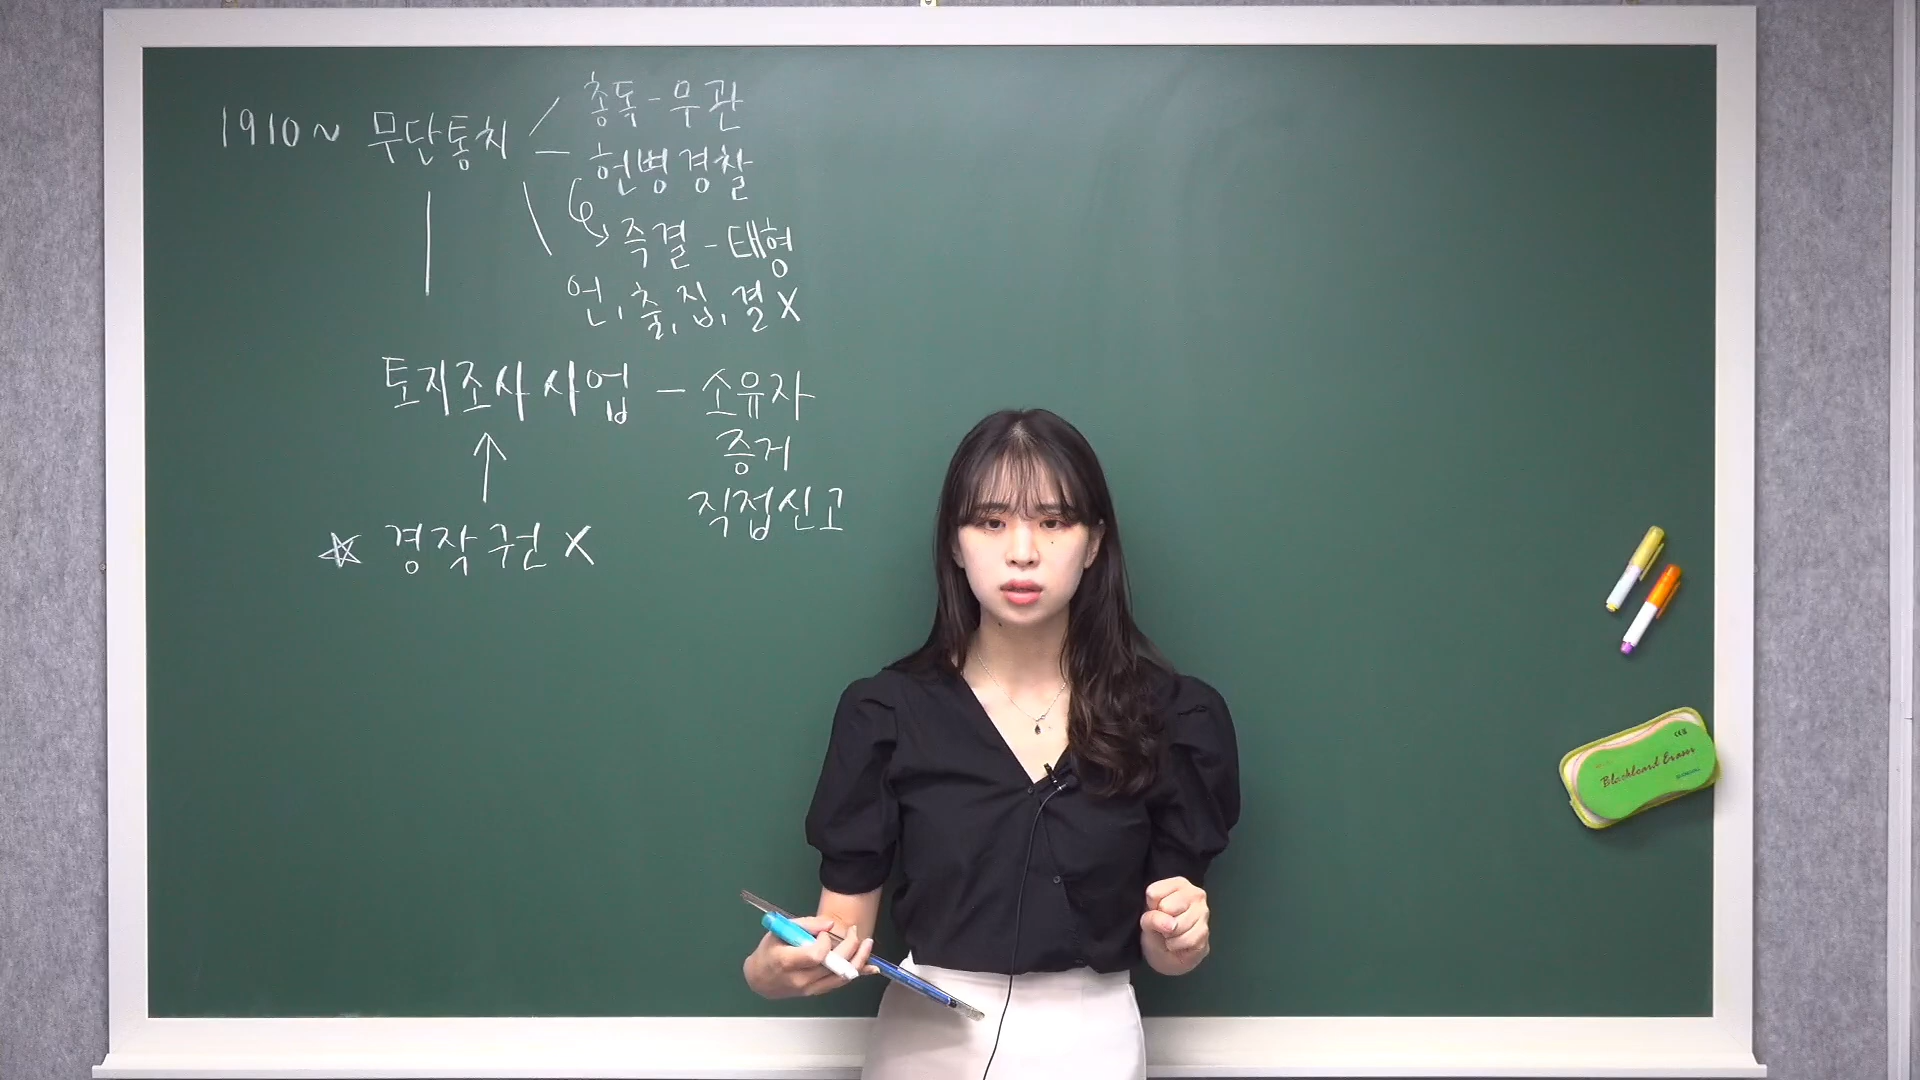 1910~ 무단통치
총독-무관
헌병경찰
즉결-태형
언,출,집,결X
토지조사사업 - 소유자
증거
직접신고
☆ 경작권 X
Blackboard Eraser